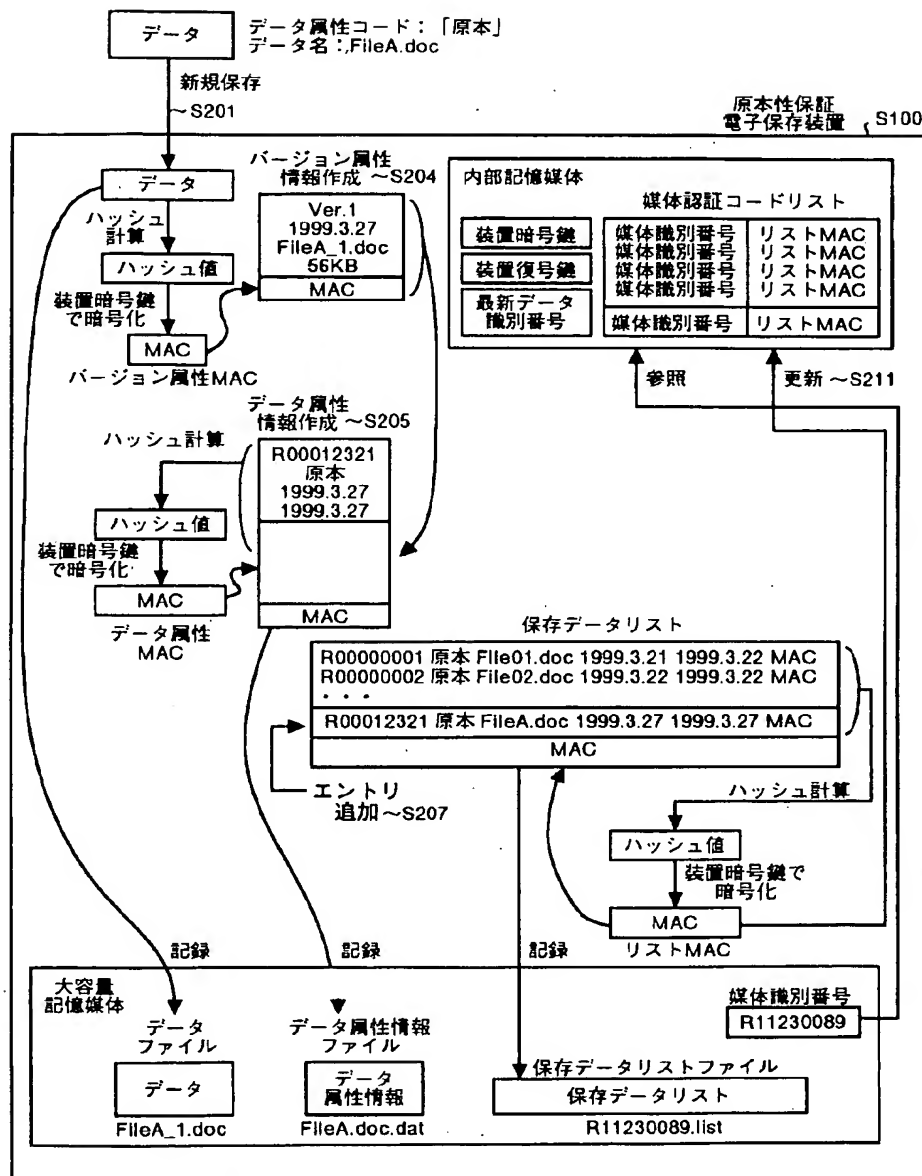 データ
データ属性コード：「原本」
データ名：,FileA.doc
新規保存
～S201
原本性保証
電子保存装置
S100
データ
バージョン属性
情報作成 ～S204
Ver.1
1999.3.27
FileA_1.doc
56KB
MAC
ハッシュ
計算
ハッシュ値
装置暗号鍵
で暗号化
MAC
バージョン属性MAC
内部記憶媒体
媒体認証コードリスト
装置暗号鍵
装置復号鍵
最新データ
識別番号
媒体識別番号 リストMAC
媒体識別番号 リストMAC
媒体識別番号 リストMAC
媒体識別番号 リストMAC
媒体識別番号 リストMAC
参照
更新 ～S211
データ属性
情報作成 ～S205
ハッシュ計算
R00012321
原本
1999.3.27
1999.3.27
MAC
ハッシュ値
装置暗号鍵
で暗号化
MAC
データ属性
MAC
保存データリスト
R00000001 原本 File01.doc 1999.3.21 1999.3.22 MAC
R00000002 原本 File02.doc 1999.3.22 1999.3.22 MAC
・・・
R00012321 原本 FileA.doc 1999.3.27 1999.3.27 MAC
MAC
エントリ
追加 ～S207
ハッシュ計算
ハッシュ値
装置暗号鍵で
暗号化
MAC
リストMAC
記録
記録
記録
大容量
記憶媒体
媒体識別番号
R11230089
データ
ファイル
データ
FileA_1.doc
データ属性情報
ファイル
データ
属性情報
FileA.doc.dat
保存データリストファイル
保存データリスト
R11230089.list